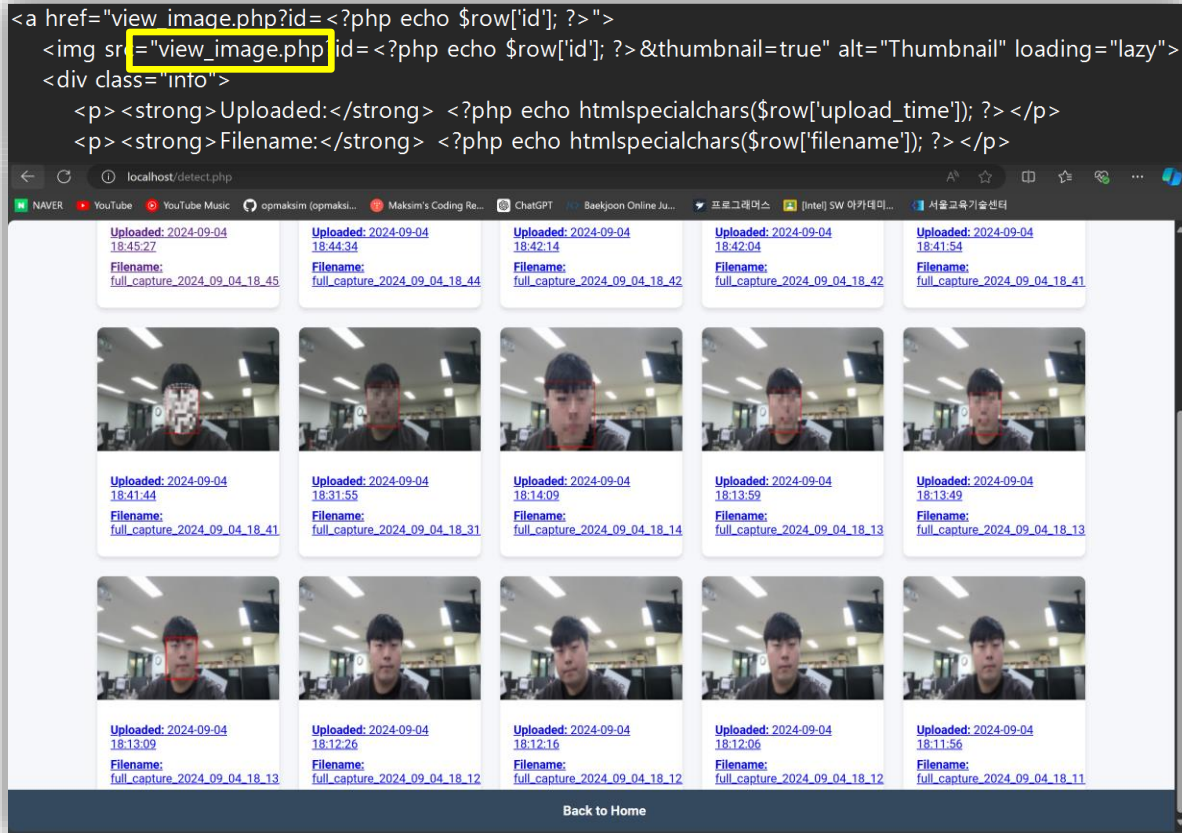 <a href="view_image.php?id=<?php echo $row['id']; ?>">
<img src="view_image.php?id=<?php echo $row['id']; ?>&thumbnail=true" alt="Thumbnail" loading="lazy">
<div class="info">
<p><strong>Uploaded:</strong> <?php echo htmlspecialchars($row['upload_time']); ?></p>
<p><strong>Filename:</strong> <?php echo htmlspecialchars($row['filename']); ?></p>
localhost/detect.php
NAVER YouTube YouTube Music opmaksim (opmaksi... Maksim's Coding Re... ChatGPT Baekjoon Online Ju... 프로그래머스 [Intel] SW 아카데미... 서울교육기술센터
Uploaded: 2024-09-04 Uploaded: 2024-09-04 Uploaded: 2024-09-04 Uploaded: 2024-09-04 Uploaded: 2024-09-04
18:45:27 18:44:34 18:42:14 18:42:04 18:41:54
Filename: Filename: Filename: Filename: Filename:
full_capture_2024_09_04_18_45 full_capture_2024_09_04_18_44 full_capture_2024_09_04_18_42 full_capture_2024_09_04_18_42 full_capture_2024_09_04_18_41
Uploaded: 2024-09-04 Uploaded: 2024-09-04 Uploaded: 2024-09-04 Uploaded: 2024-09-04 Uploaded: 2024-09-04
18:41:44 18:31:55 18:14:09 18:13:59 18:13:49
Filename: Filename: Filename: Filename: Filename:
full_capture_2024_09_04_18_41 full_capture_2024_09_04_18_31 full_capture_2024_09_04_18_14 full_capture_2024_09_04_18_13 full_capture_2024_09_04_18_13
Uploaded: 2024-09-04 Uploaded: 2024-09-04 Uploaded: 2024-09-04 Uploaded: 2024-09-04 Uploaded: 2024-09-04
18:13:09 18:12:26 18:12:16 18:12:06 18:11:56
Filename: Filename: Filename: Filename: Filename:
full_capture_2024_09_04_18_13 full_capture_2024_09_04_18_12 full_capture_2024_09_04_18_12 full_capture_2024_09_04_18_12 full_capture_2024_09_04_18_11
Back to Home